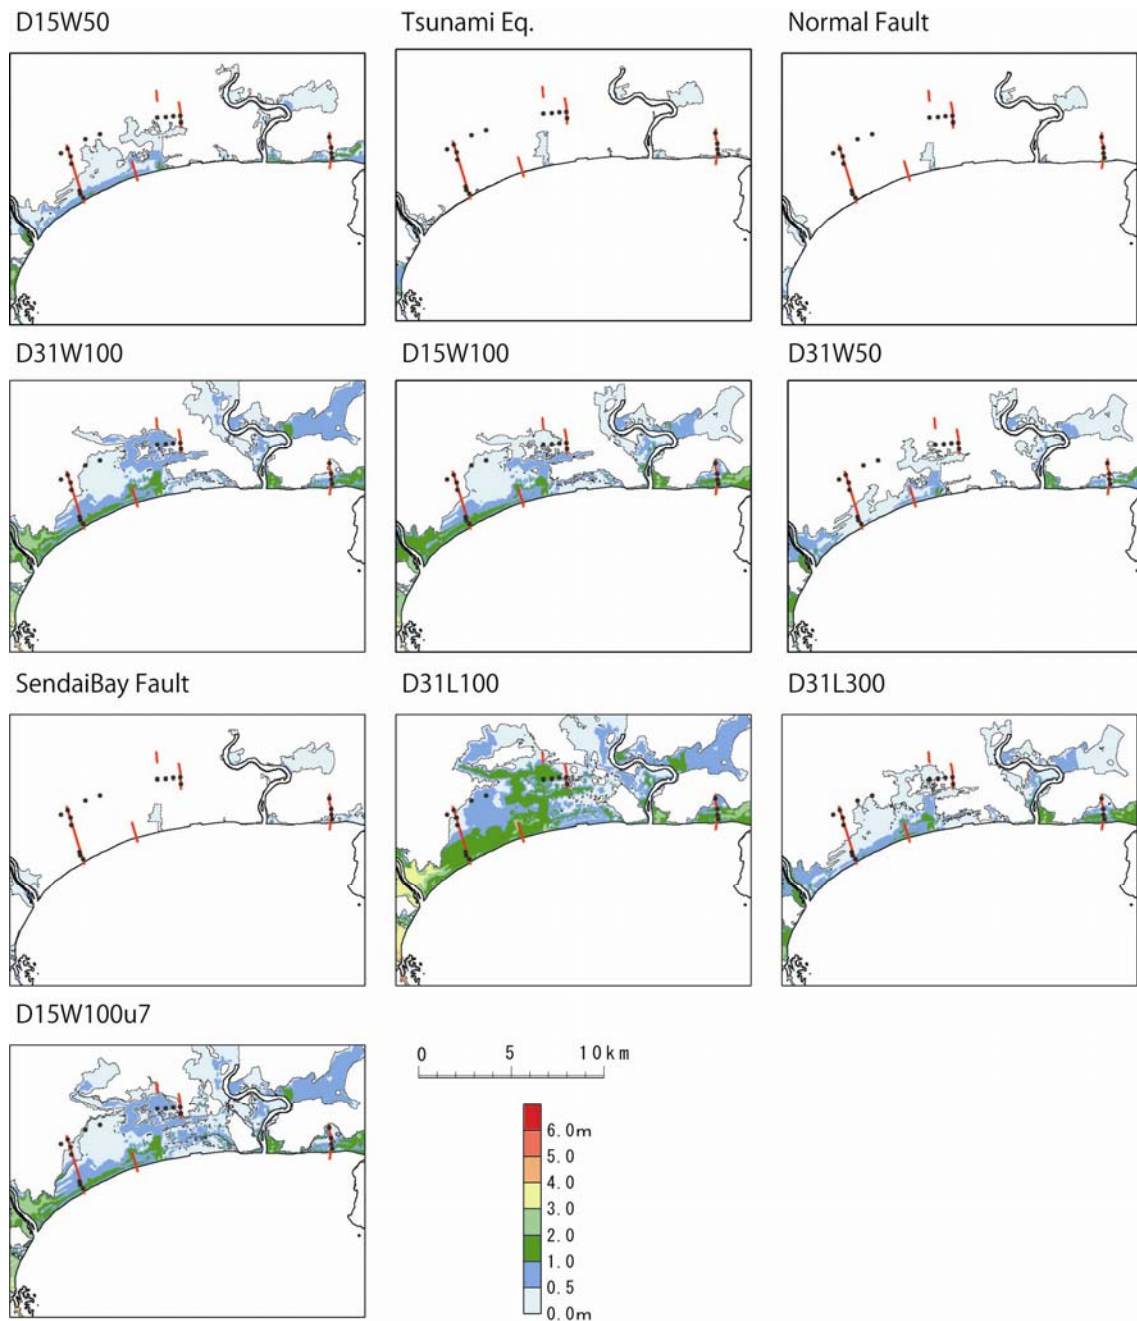 D15W50
Tsunami Eq.
Normal Fault
D31W100
D15W100
D31W50
SendaiBay Fault
D31L100
D31L300
D15W100u7
0 5 10km
6.0m
5.0
4.0
3.0
2.0
1.0
0.5
0.0m